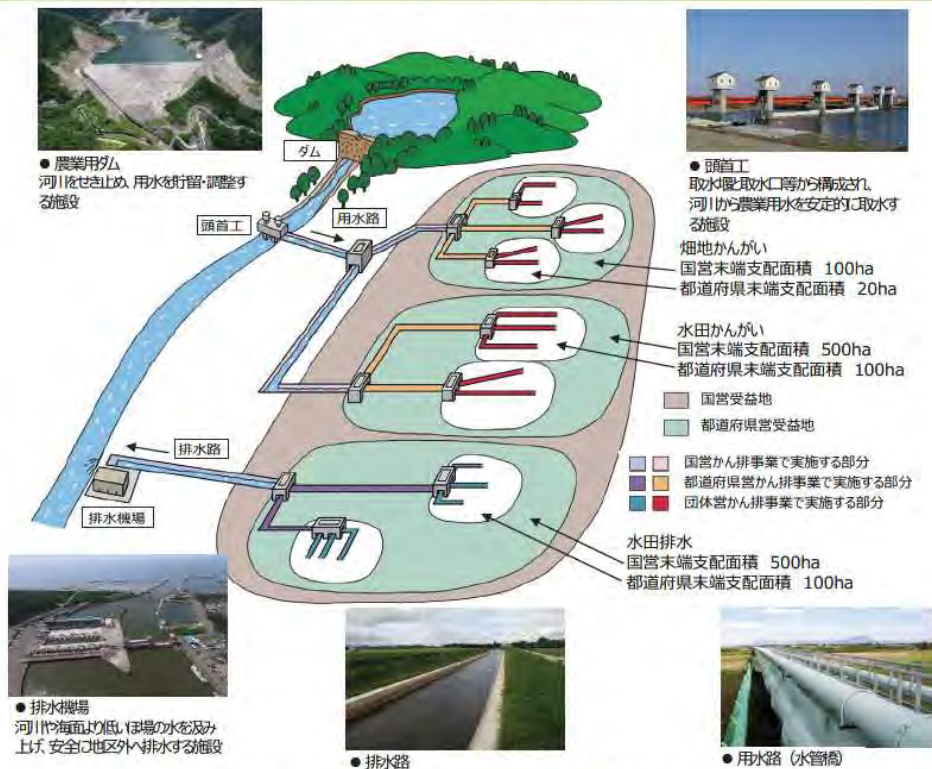 ● 農業用ダム
河川をせき止め、用水を貯留・調整す
る施設
● 頭首工
取水堰と取水口等から構成され、
河川から農業用水を安定的に取水す
る施設
ダム
頭首工
用水路
畑地かんがい
国営末端支配面積 100ha
都道府県末端支配面積 20ha
水田かんがい
国営末端支配面積 500ha
都道府県末端支配面積 100ha
国営受益地
都道府県営受益地
国営かん排事業で実施する部分
都道府県営かん排事業で実施する部分
団体営かん排事業で実施する部分
排水路
排水機場
水田排水
国営末端支配面積 500ha
都道府県末端支配面積 100ha
● 排水機場
河川や海面より低いほ場の水を汲み
上げ、安全に地区外へ排水する施設
● 排水路
● 用水路（水管橋）